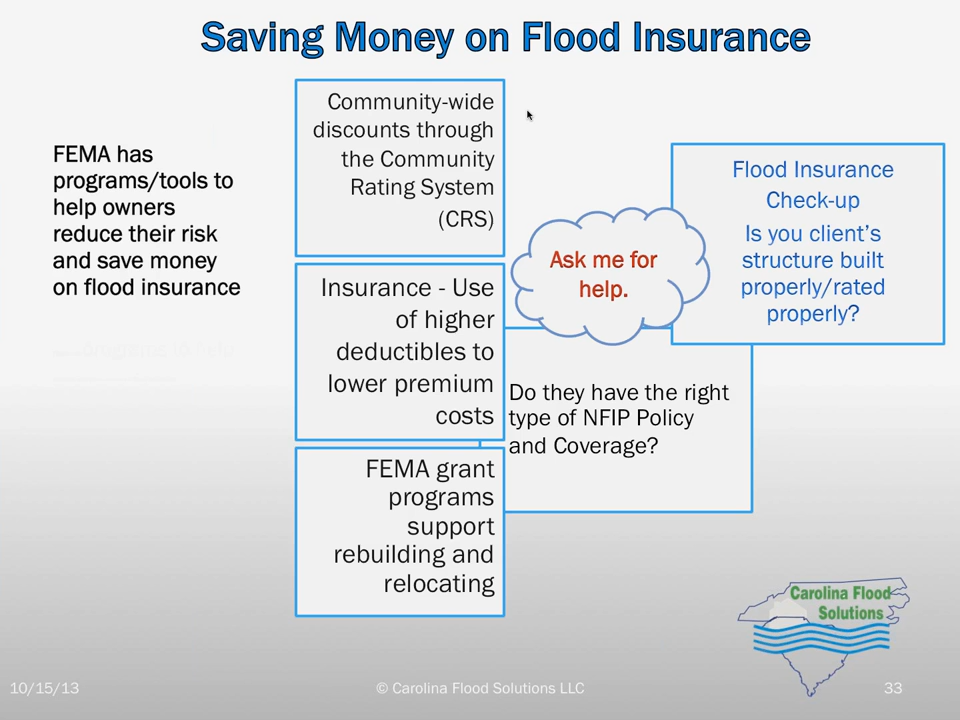 Saving Money on Flood Insurance
FEMA has
programs/tools to
help owners
reduce their risk
and save money
on flood insurance
Community-wide
discounts through
the Community
Rating System
(CRS)
Insurance - Use
of higher
deductibles to
lower premium
costs
FEMA grant
programs
support
rebuilding and
relocating
Ask me for
help.
Flood Insurance
Check-up
Is you client's
structure built
properly/rated
properly?
Do they have the right
type of NFIP Policy
and Coverage?
Carolina Flood
Solutions
10/15/13
© Carolina Flood Solutions LLC
33